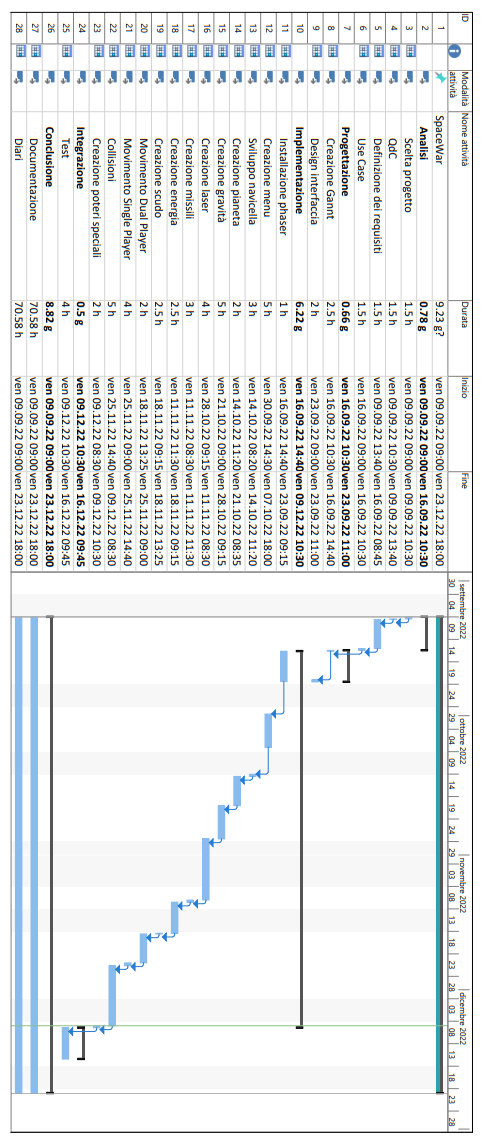 ID Modalità attività Nome attività Durata Inizio Fine
settembre 2022 ottobre 2022 novembre 2022 dicembre 2022
30 04 09 14 19 24 29 04 09 14 19 24 29 03 08 13 18 23 28 03 08 13 18 23 28
1 SpaceWar 9.23 g? ven 09.09.22 09:00 ven 23.12.22 18:00
2 Analisi 0.78 g ven 09.09.22 09:00 ven 16.09.22 10:30
3 Scelta progetto 1.5 h ven 09.09.22 09:00 ven 09.09.22 10:30
4 QdC 1.5 h ven 09.09.22 10:30 ven 09.09.22 13:40
5 Definizione dei requisiti 1.5 h ven 09.09.22 13:40 ven 16.09.22 08:45
6 Use Case 1.5 h ven 16.09.22 09:00 ven 16.09.22 10:30
7 Progettazione 0.66 g ven 16.09.22 10:30 ven 23.09.22 11:00
8 Creazione Gannt 2.5 h ven 16.09.22 10:30 ven 16.09.22 14:40
9 Design interfaccia 2 h ven 23.09.22 09:00 ven 23.09.22 11:00
10 Implementazione 6.22 g ven 16.09.22 14:40 ven 09.12.22 10:30
11 Installazione phaser 1 h ven 16.09.22 14:40 ven 23.09.22 09:15
12 Creazione menu 5 h ven 30.09.22 14:30 ven 07.10.22 18:00
13 Sviluppo navicella 3 h ven 14.10.22 08:20 ven 14.10.22 11:20
14 Creazione pianeta 2 h ven 14.10.22 11:20 ven 21.10.22 08:35
15 Creazione gravità 5 h ven 21.10.22 09:00 ven 28.10.22 09:15
16 Creazione laser 4 h ven 28.10.22 09:15 ven 11.11.22 08:30
17 Creazione missili 3 h ven 11.11.22 08:30 ven 11.11.22 11:30
18 Creazione energia 2.5 h ven 11.11.22 11:30 ven 18.11.22 09:15
19 Creazione scudo 2.5 h ven 18.11.22 09:15 ven 18.11.22 13:25
20 Movimento Dual Player 2 h ven 18.11.22 13:25 ven 25.11.22 09:00
21 Movimento Single Player 4 h ven 25.11.22 08:30 ven 25.11.22 14:40
22 Collisioni 5 h ven 25.11.22 14:40 ven 09.12.22 08:30
23 Creazione poteri speciali 2 h ven 09.12.22 08:30 ven 09.12.22 10:30
24 Integrazione 0.5 g ven 09.12.22 10:30 ven 16.12.22 09:45
25 Test 4 h ven 09.12.22 10:30 ven 16.12.22 09:45
26 Conclusione 8.82 g ven 09.09.22 09:00 ven 23.12.22 18:00
27 Documentazione 70.58 h ven 09.09.22 09:00 ven 23.12.22 18:00
28 Diari 70.58 h ven 09.09.22 09:00 ven 23.12.22 18:00